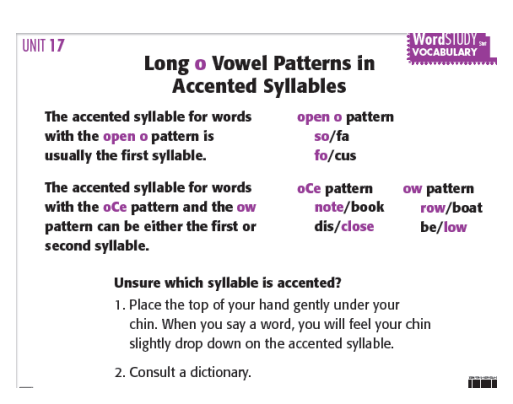 UNIT 17
WordSTUDY
VOCABULARY
Long o Vowel Patterns in
Accented Syllables
The accented syllable for words
with the open o pattern is
usually the first syllable.
open o pattern
so/fa
fo/cus
The accented syllable for words
with the oCe pattern and the ow
pattern can be either the first or
second syllable.
oCe pattern
note/book
dis/close
ow pattern
row/boat
be/low
Unsure which syllable is accented?
1. Place the top of your hand gently under your
chin. When you say a word, you will feel your chin
slightly drop down on the accented syllable.
2. Consult a dictionary.